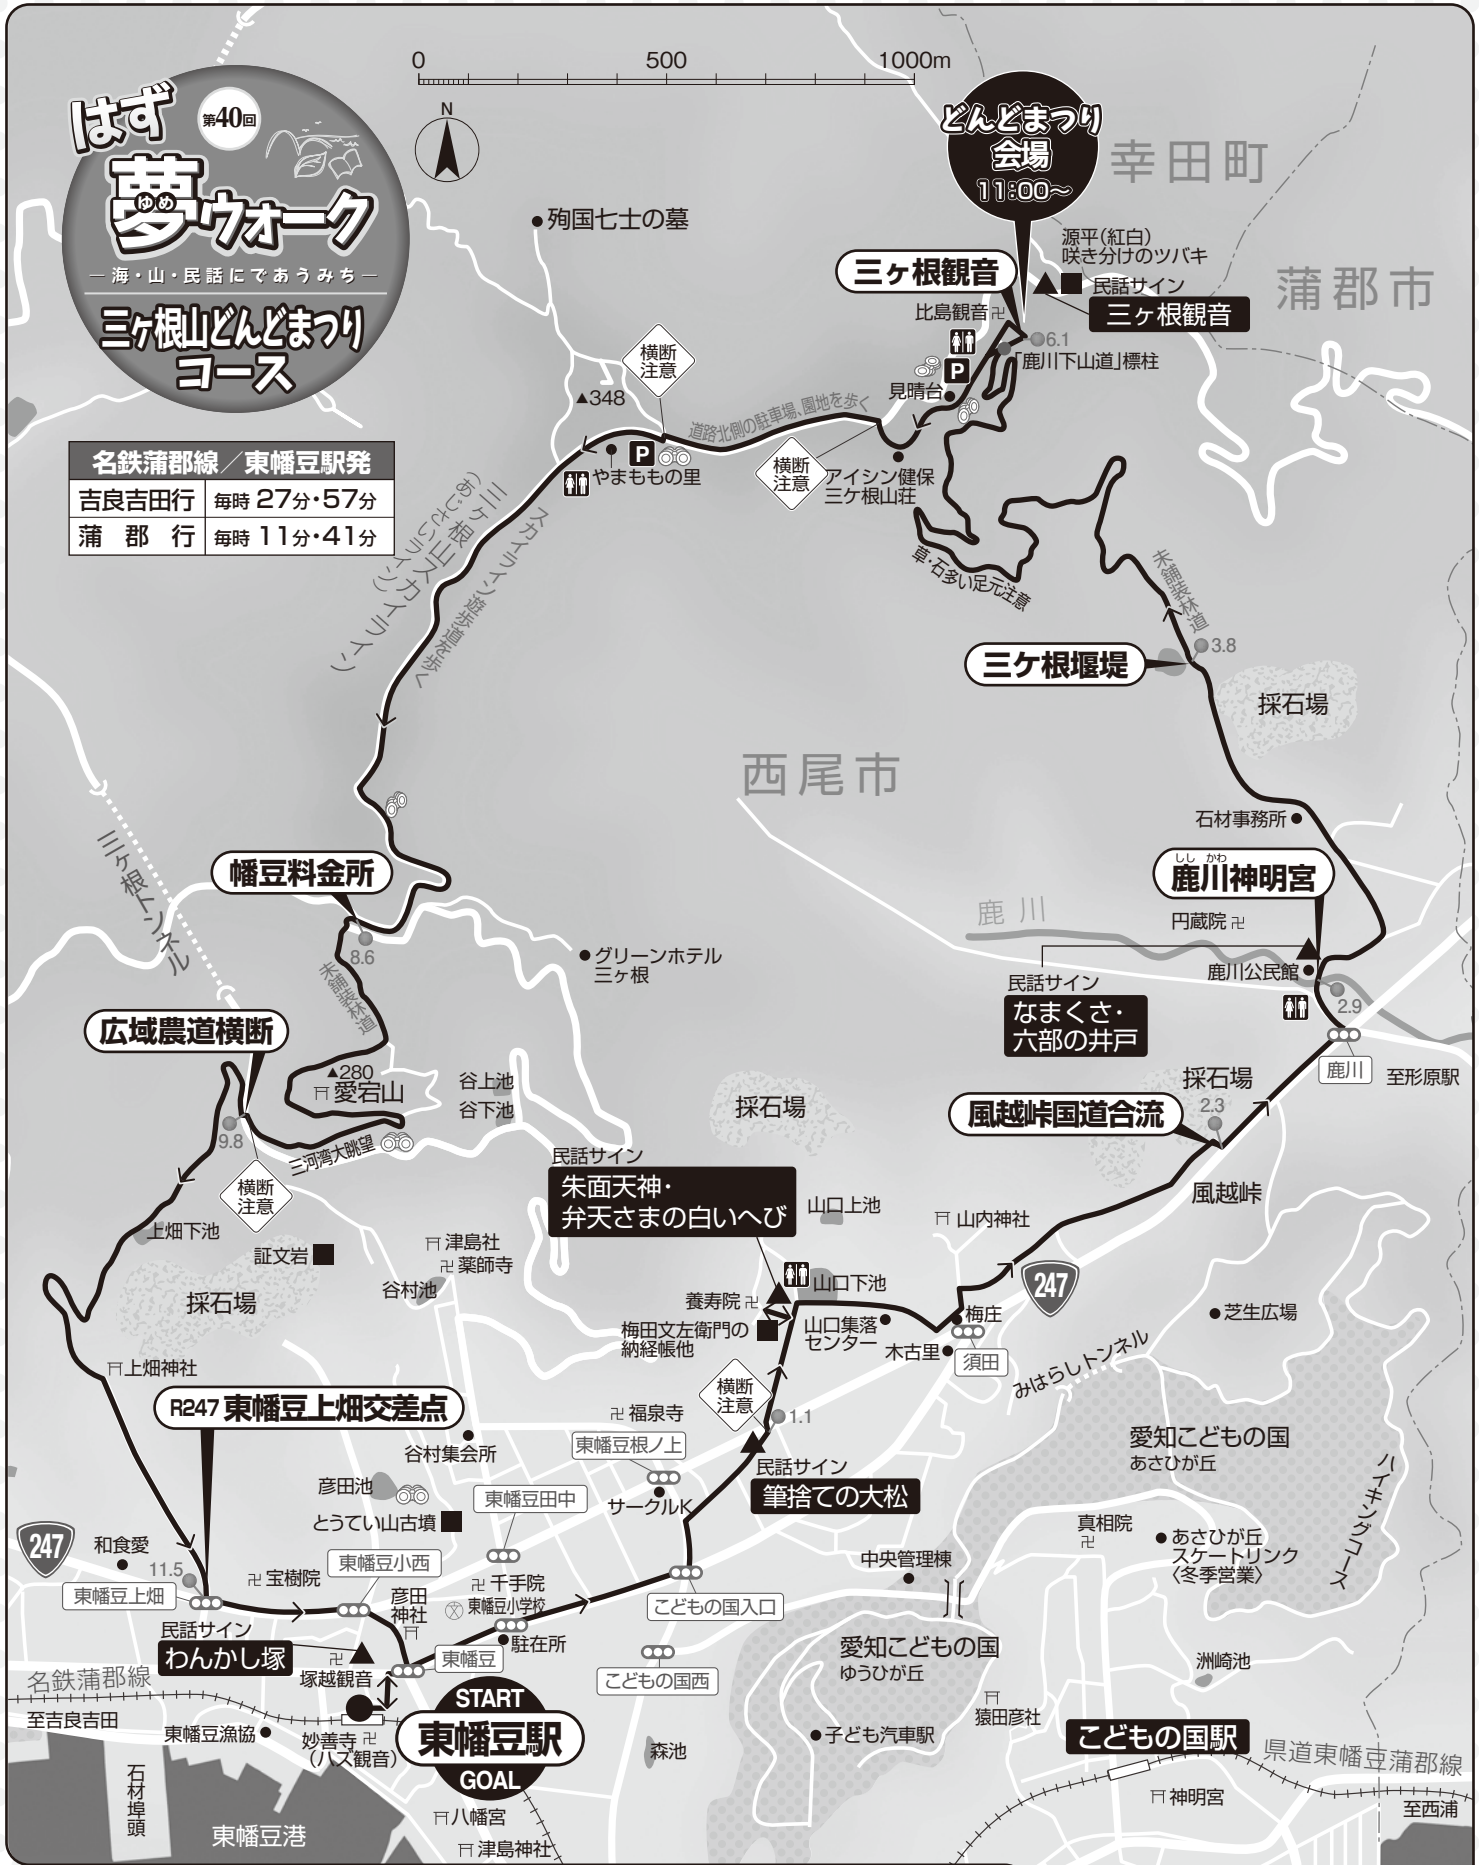 はず
第40回
夢ウォーク
ゆめ
―海・山・民話にであうみち―
三ヶ根山どんどまつり
コース
0 500 1000m
N
どんどまつり
会場
11:00～
幸田町
蒲郡市
西尾市
名鉄蒲郡線／東幡豆駅発
吉良吉田行 毎時 27分・57分
蒲郡行 毎時 11分・41分
殉国七士の墓
源平(紅白)
咲き分けのツバキ
三ヶ根観音
民話サイン
三ヶ根観音
比島観音
6.1
「鹿川下山道」標柱
P
見晴台
横断
注意
▲348
道路北側の駐車場、園地を歩く
P
やまももの里
横断
注意
アイシン健保
三ケ根山荘
三ヶ根山スカイライン
(あじさいライン)
スカイライン遊歩道を歩く
草・石多い足元注意
未舗装林道
3.8
三ケ根堰堤
採石場
石材事務所
ししかわ
鹿川神明宮
鹿川
円蔵院
民話サイン
なまくさ・
六部の井戸
鹿川公民館
2.9
鹿川
至形原駅
三ヶ根トンネル
幡豆料金所
8.6
未舗装林道
グリーンホテル
三ヶ根
広域農道横断
▲280
愛宕山
谷上池
谷下池
採石場
採石場
2.3
風越峠国道合流
風越峠
9.8
三河湾大眺望
横断
注意
民話サイン
朱面天神・
弁天さまの白いへび
山口上池
山内神社
247
上畑下池
証文岩
津島社
薬師寺
谷村池
採石場
養寿院
山口下池
梅田文左衛門の
納経帳他
山口集落
センター
梅庄
木古里
須田
芝生広場
みはらしトンネル
上畑神社
R247 東幡豆上畑交差点
横断
注意
1.1
福泉寺
谷村集会所
東幡豆根ノ上
民話サイン
筆捨ての大松
愛知こどもの国
あさひが丘
ハイキングコース
彦田池
東幡豆田中
サークルK
とうてい山古墳
247
和食愛
11.5
東幡豆上畑
東幡豆小西
宝樹院
彦田
神社
千手院
東幡豆小学校
中央管理棟
真相院
あさひが丘
スケートリンク
〈冬季営業〉
こどもの国入口
民話サイン
わんかし塚
塚越観音
東幡豆
駐在所
こどもの国西
愛知こどもの国
ゆうひが丘
洲崎池
名鉄蒲郡線
至吉良吉田
東幡豆漁協
妙善寺
(ハズ観音)
START
東幡豆駅
GOAL
森池
子ども汽車駅
猿田彦社
こどもの国駅
県道東幡豆蒲郡線
石材埠頭
東幡豆港
八幡宮
津島神社
神明宮
至西浦